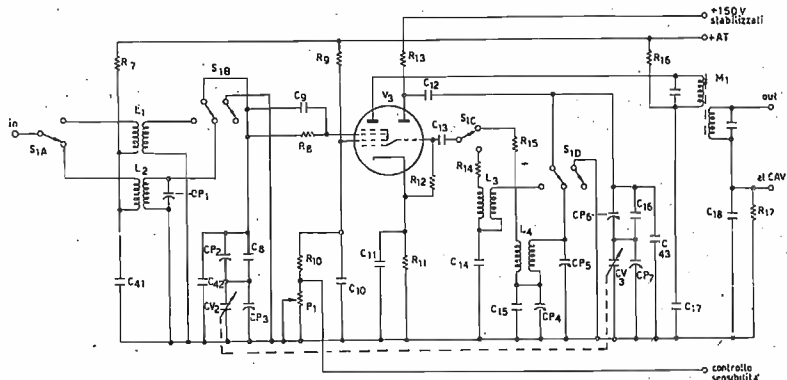 +150 V
stabilizzati
+AT
R7
S1B
R9
R13
R16
M1
C9
V3
C12
in
S1A
L1
R8
C13
S1C
R15
out
L2
CP1
R12
R14
L3
S1D
al CAV
CP2
C8
L4
CP6
C16
C18
R17
C41
C42
R10
C11
R11
C14
CP5
C43
CV2
CP3
P1
C10
C15
CP4
CV3
CP7
C17
controllo
sensibilità